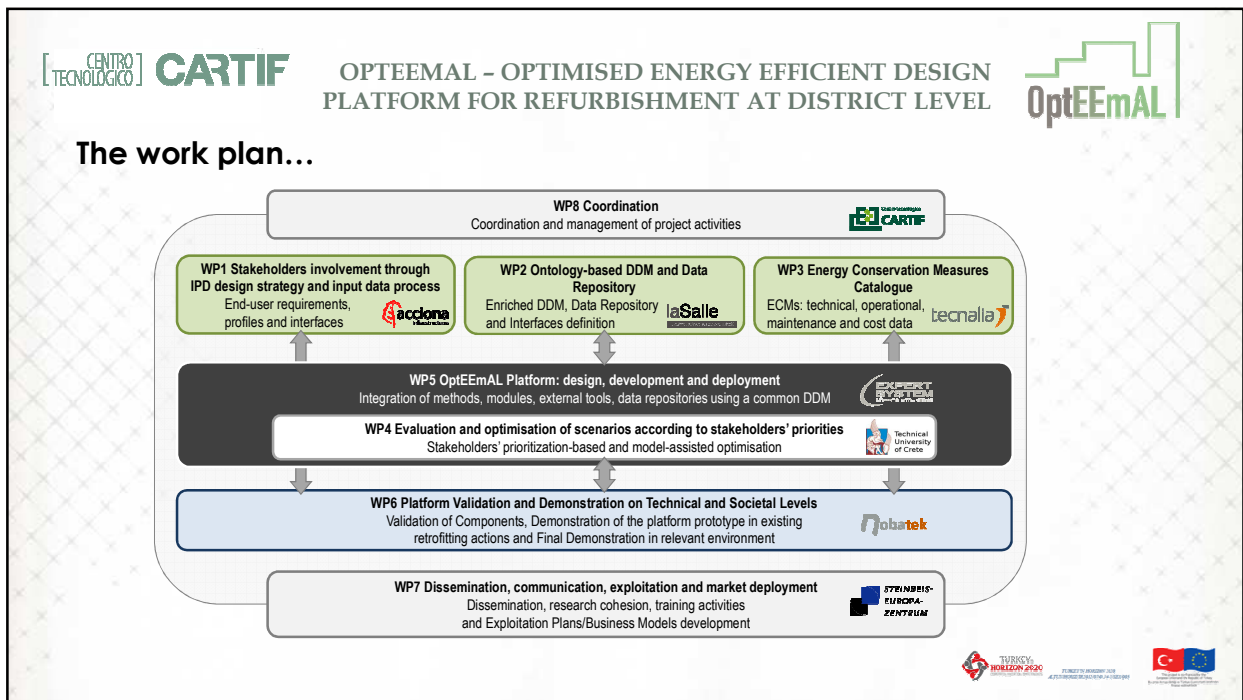 CENTRO
TECNOLÓGICO
CARTIF
OPTEEMAL – OPTIMISED ENERGY EFFICIENT DESIGN
PLATFORM FOR REFURBISHMENT AT DISTRICT LEVEL
OptEEmAL
The work plan…
WP8 Coordination
Coordination and management of project activities
CARTIF
WP1 Stakeholders involvement through
IPD design strategy and input data process
End-user requirements,
profiles and interfaces
acciona
WP2 Ontology-based DDM and Data
Repository
Enriched DDM, Data Repository
and Interfaces definition
laSalle
WP3 Energy Conservation Measures
Catalogue
ECMs: technical, operational,
maintenance and cost data
tecnalia
WP5 OptEEmAL Platform: design, development and deployment
Integration of methods, modules, external tools, data repositories using a common DDM
EXPERT
SYSTEM
WP4 Evaluation and optimisation of scenarios according to stakeholders’ priorities
Stakeholders’ prioritization-based and model-assisted optimisation
Technical
University
of Crete
WP6 Platform Validation and Demonstration on Technical and Societal Levels
Validation of Components, Demonstration of the platform prototype in existing
retrofitting actions and Final Demonstration in relevant environment
nobatek
WP7 Dissemination, communication, exploitation and market deployment
Dissemination, research cohesion, training activities
and Exploitation Plans/Business Models development
STEINBEIS-
EUROPA-
ZENTRUM
TURKEY
HORIZON 2020